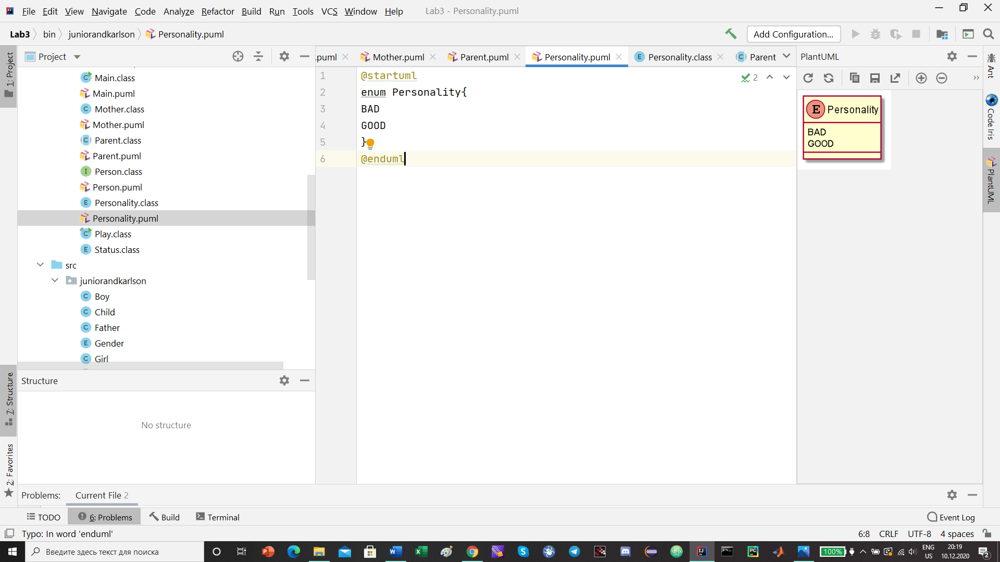 File Edit View Navigate Code Analyze Refactor Build Run Tools VCS Window Help Lab3 - Personality.puml
Lab3 bin juniorandkarlson Personality.puml
Add Configuration...
1: Project
Project
Main.class
Main.puml
Mother.class
Mother.puml
Parent.class
Parent.puml
Person.class
Person.puml
Personality.class
Personality.puml
Play.class
Status.class
src
juniorandkarlson
Boy
Child
Father
Gender
Girl
7: Structure
2: Favorites
Structure
No structure
.puml Mother.puml Parent.puml Personality.puml Personality.class Parent
1 @startuml
2 enum Personality{
3 BAD
4 GOOD
5 }
6 @enduml
2
PlantUML
E Personality
BAD
GOOD
Ant
Code Iris
PlantUML
Problems: Current File 2
TODO 6: Problems Build Terminal Event Log
Typo: In word 'enduml' 6:8 CRLF UTF-8 4 spaces
Введите здесь текст для поиска
100%
ENG
US
20:19
10.12.2020
2